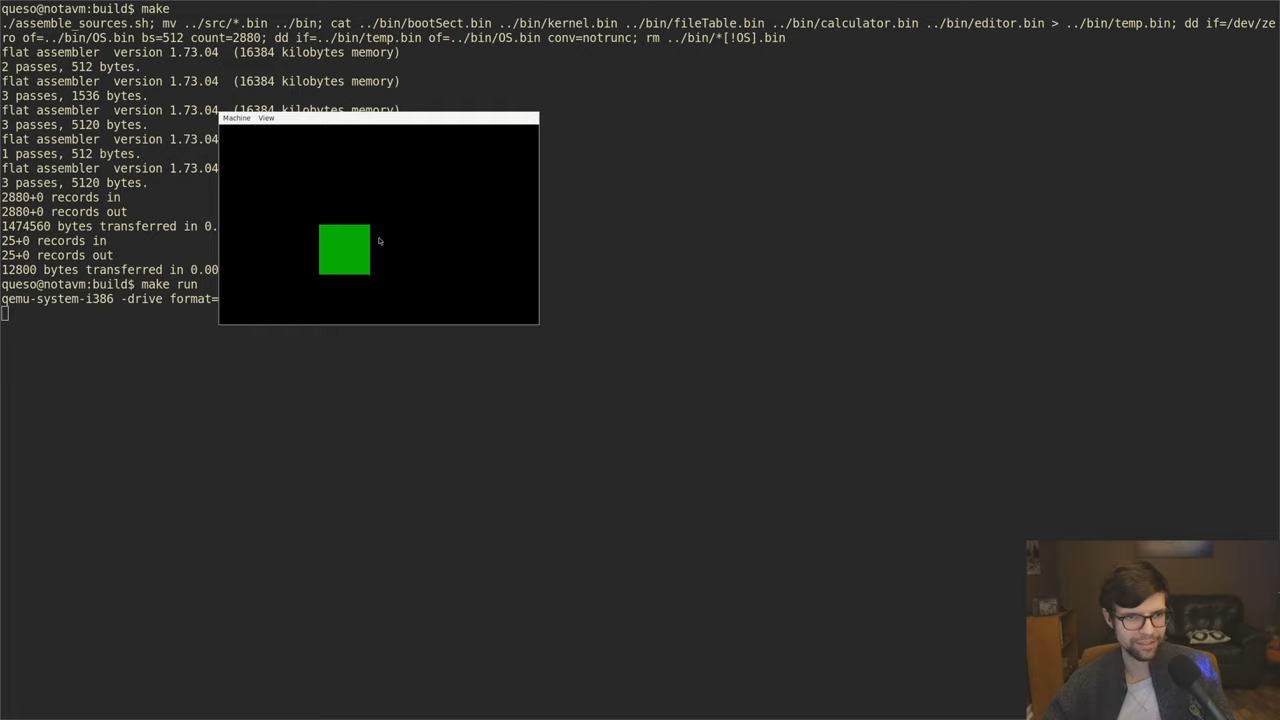 queso@notavm:build$ make
./assemble_sources.sh; mv ../src/*.bin ../bin; cat ../bin/bootSect.bin ../bin/kernel.bin ../bin/fileTable.bin ../bin/calculator.bin ../bin/editor.bin > ../bin/temp.bin; dd if=/dev/ze
ro of=../bin/OS.bin bs=512 count=2880; dd if=../bin/temp.bin of=../bin/OS.bin conv=notrunc; rm ../bin/*[!OS].bin
flat assembler  version 1.73.04  (16384 kilobytes memory)
2 passes, 512 bytes.
flat assembler  version 1.73.04  (16384 kilobytes memory)
3 passes, 1536 bytes.
flat assembler  version 1.73.04  (16384 kilobytes memory)
Machine View
3 passes, 5120 bytes.
flat assembler  version 1.73.04
1 passes, 512 bytes.
flat assembler  version 1.73.04
3 passes, 5120 bytes.
2880+0 records in
2880+0 records out
1474560 bytes transferred in 0.
25+0 records in
25+0 records out
12800 bytes transferred in 0.00
queso@notavm:build$ make run
qemu-system-i386 -drive format=